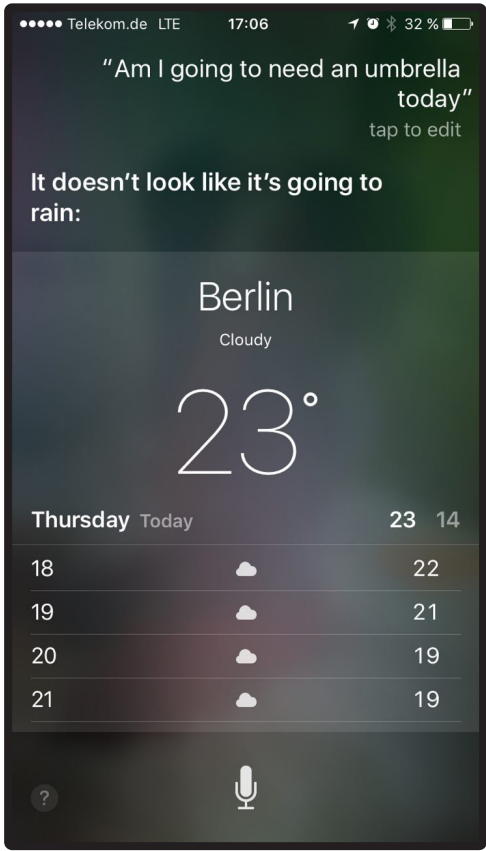 Telekom.de LTE 17:06 32 %
“Am I going to need an umbrella
today”
tap to edit
It doesn’t look like it’s going to
rain:
Berlin
Cloudy
23°
Thursday Today 23 14
18 22
19 21
20 19
21 19
?